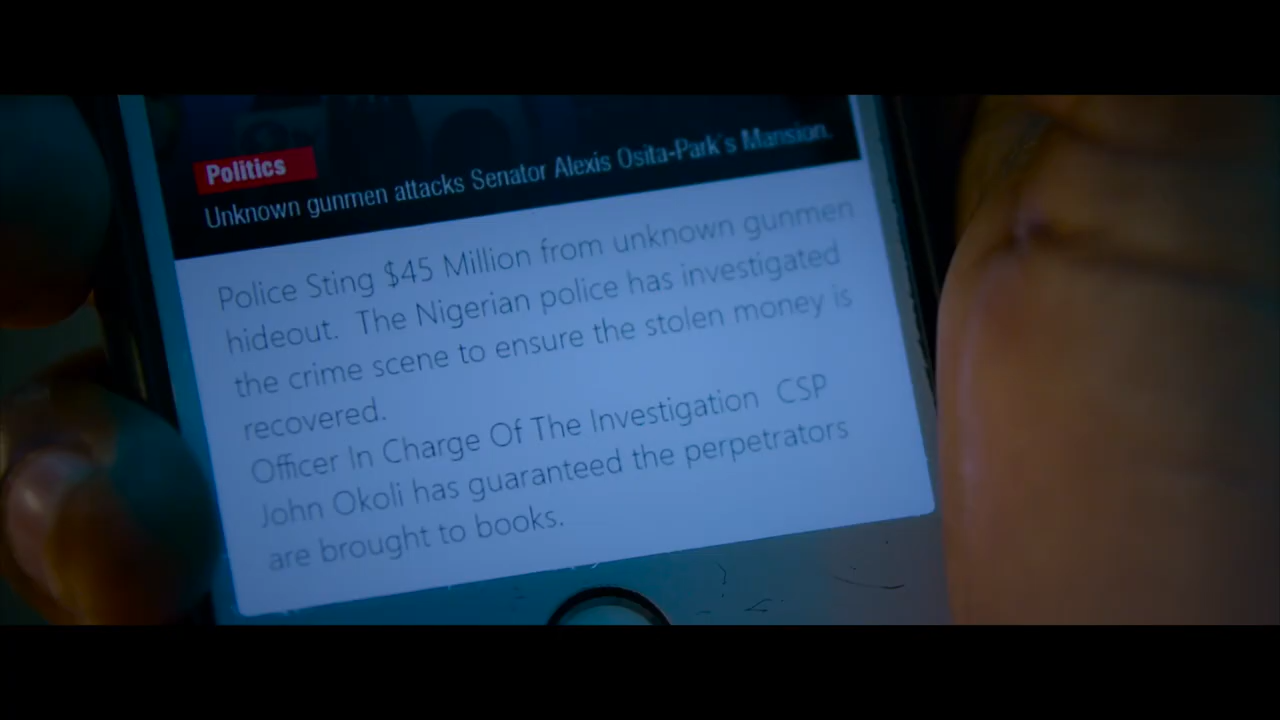 Politics
Unknown gunmen attacks Senator Alexis Osita-Park's Mansion.
Police Sting $45 Million from unknown gunmen
hideout. The Nigerian police has investigated
the crime scene to ensure the stolen money is
recovered.
Officer In Charge Of The Investigation CSP
John Okoli has guaranteed the perpetrators
are brought to books.